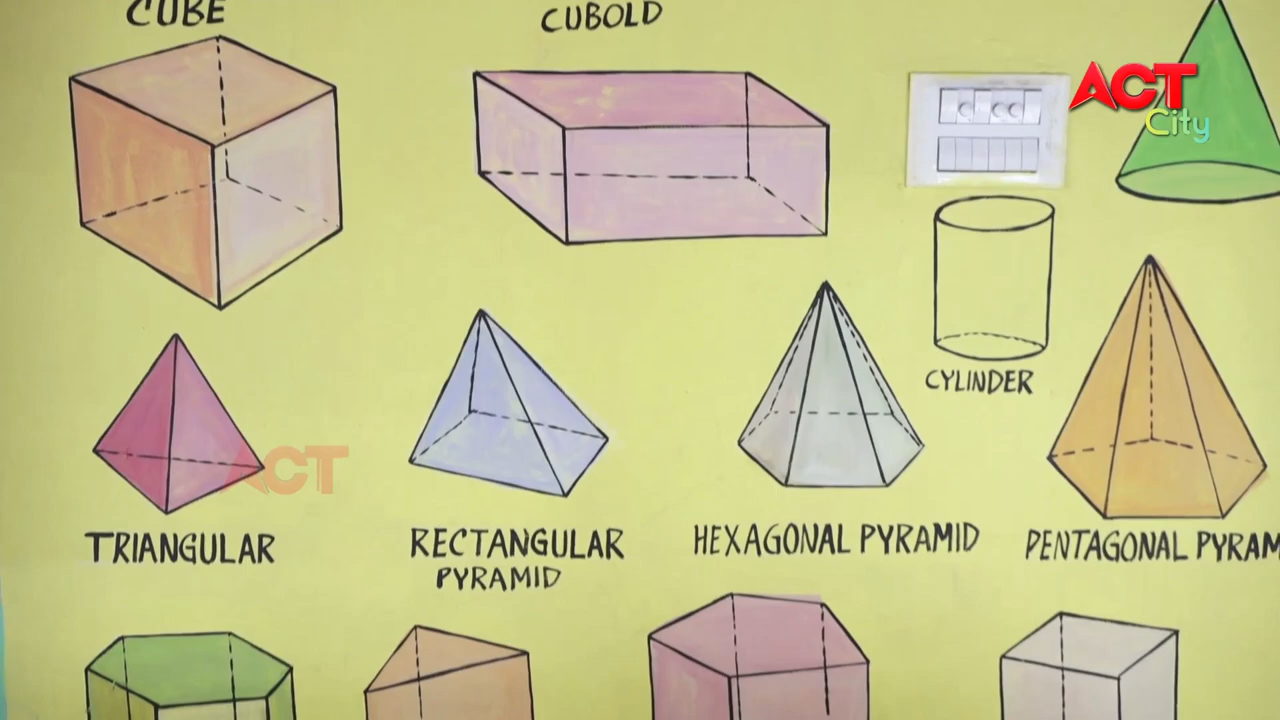 CUBE
CUBOLD
ACT
City
CYLINDER
ACT
TRIANGULAR
RECTANGULAR
PYRAMID
HEXAGONAL PYRAMID
PENTAGONAL PYRAM